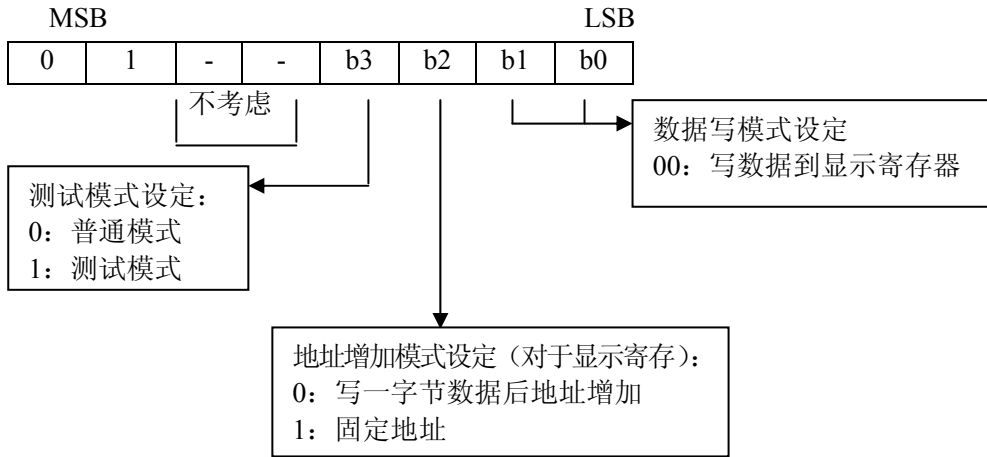 MSB LSB
0 1 - - b3 b2 b1 b0
不考虑
数据写模式设定
00：写数据到显示寄存器
测试模式设定：
0：普通模式
1：测试模式
地址增加模式设定（对于显示寄存）：
0：写一字节数据后地址增加
1：固定地址